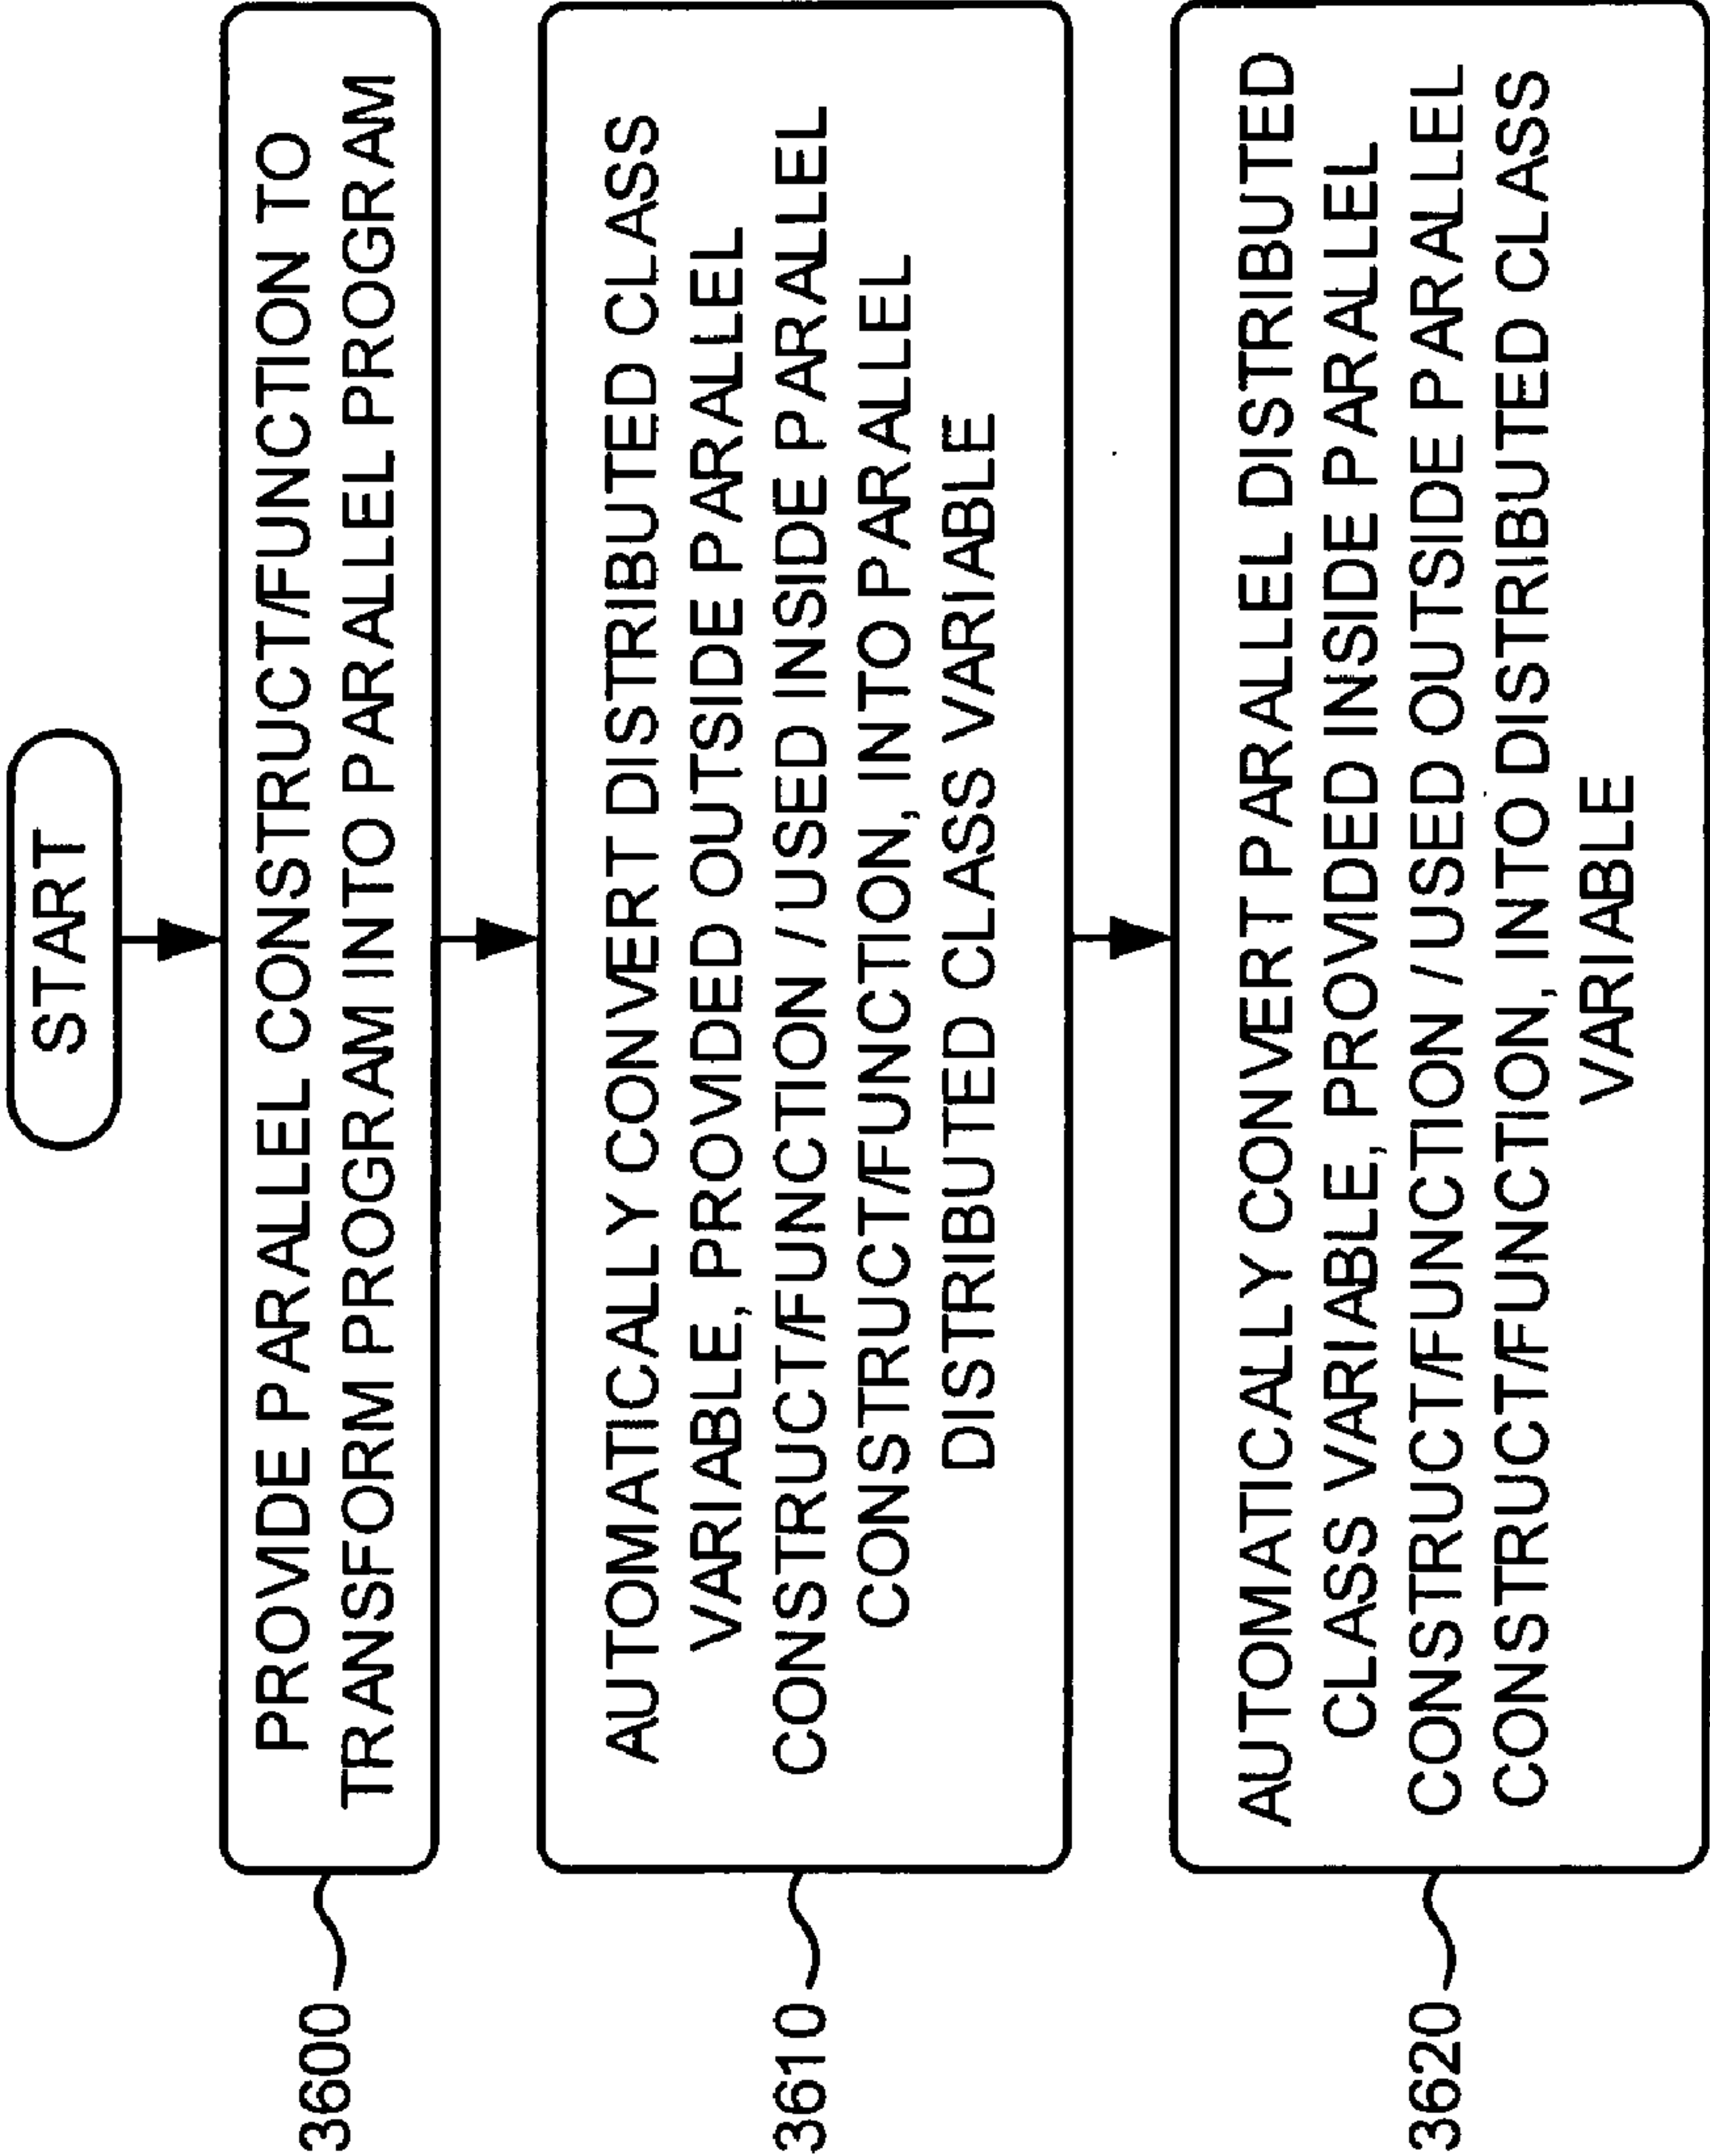 START
3600
PROVIDE PARALLEL CONSTRUCT/FUNCTION TO
TRANSFORM PROGRAM INTO PARALLEL PROGRAM
3610
AUTOMATICALLY CONVERT DISTRIBUTED CLASS
VARIABLE, PROVIDED OUTSIDE PARALLEL
CONSTRUCT/FUNCTION / USED INSIDE PARALLEL
CONSTRUCT/FUNCTION, INTO PARALLEL
DISTRIBUTED CLASS VARIABLE
3620
AUTOMATICALLY CONVERT PARALLEL DISTRIBUTED
CLASS VARIABLE, PROVIDED INSIDE PARALLEL
CONSTRUCT/FUNCTION / USED OUTSIDE PARALLEL
CONSTRUCT/FUNCTION, INTO DISTRIBUTED CLASS
VARIABLE